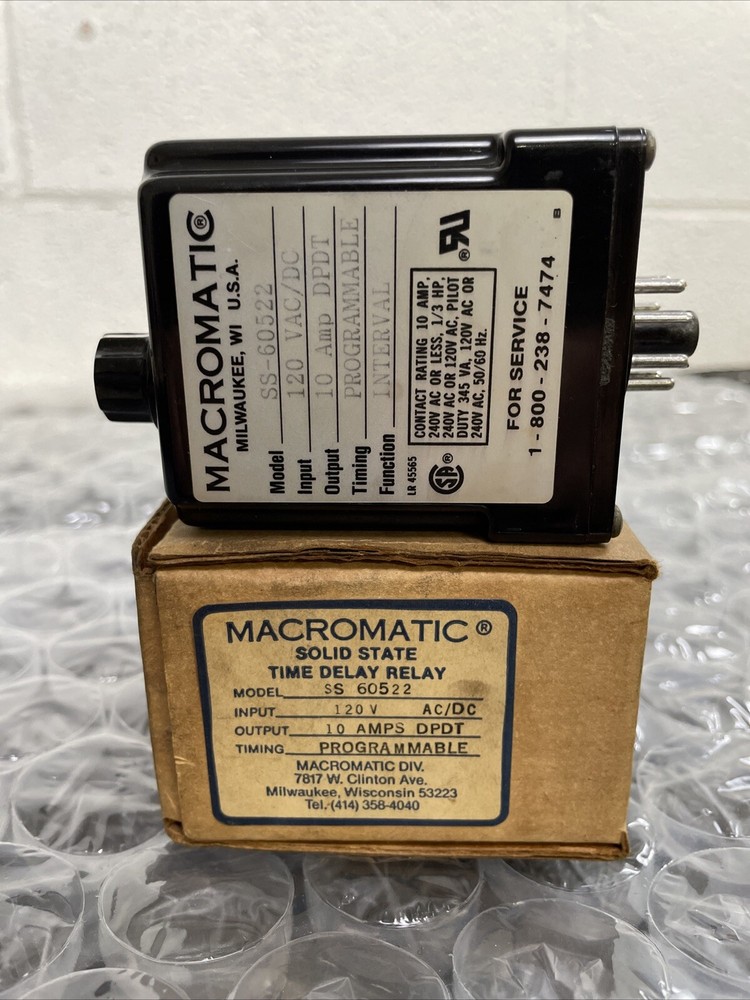 MACROMATIC®
MILWAUKEE, WI U.S.A.
Model SS-60522
Input 120 VAC/DC
Output 10 Amp DPDT
Timing PROGRAMMABLE
Function INTERVAL
LR 45565
CSA®
CONTACT RATING 10 AMP,
240V AC OR LESS, 1/3 HP,
240V AC OR 120V AC, PILOT
DUTY 345 VA, 120V AC OR
240V AC, 50/60 Hz.
RU®
FOR SERVICE
1-800-238-7474
B
MACROMATIC®
SOLID STATE
TIME DELAY RELAY
MODEL SS 60522
INPUT 120V AC/DC
OUTPUT 10 AMPS DPDT
TIMING PROGRAMMABLE
MACROMATIC DIV.
7817 W. Clinton Ave.
Milwaukee, Wisconsin 53223
Tel. (414) 358-4040